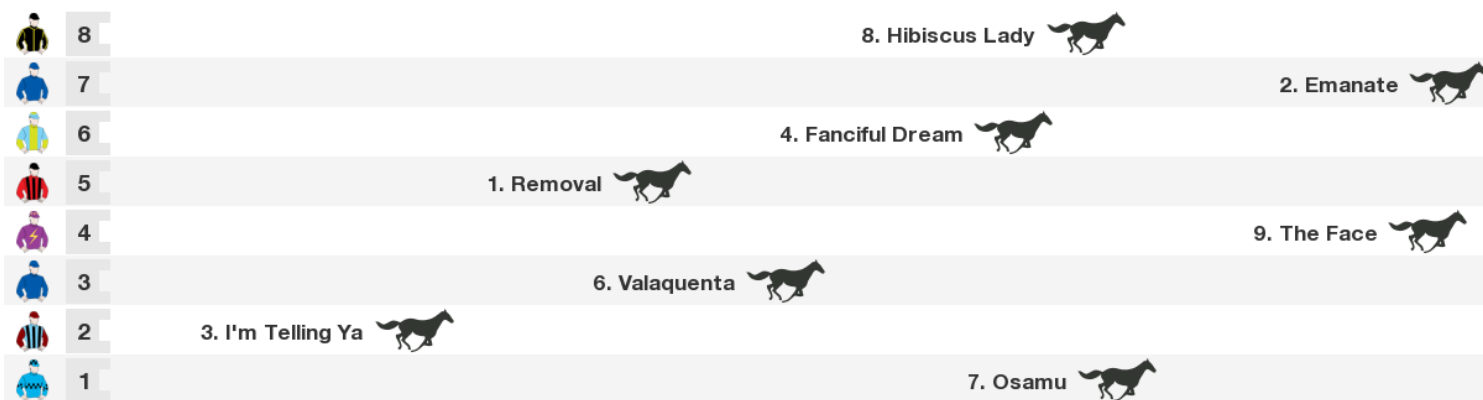 8 8. Hibiscus Lady
7 2. Emanate
6 4. Fanciful Dream
5 1. Removal
4 9. The Face
3 6. Valaquenta
2 3. I'm Telling Ya
1 7. Osamu